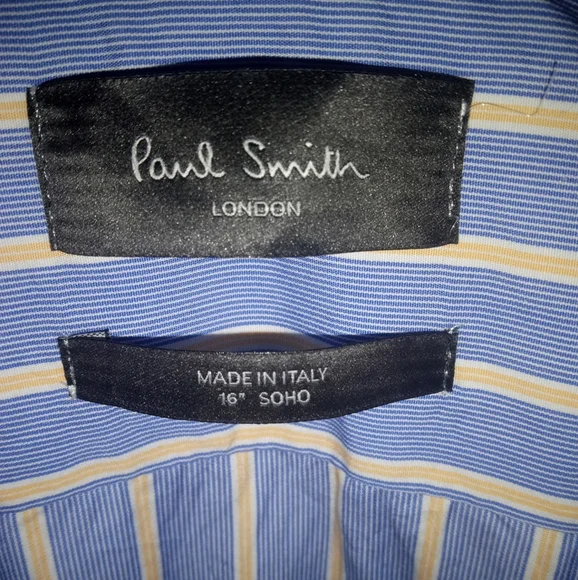 Paul Smith
LONDON
MADE IN ITALY
16" SOHO